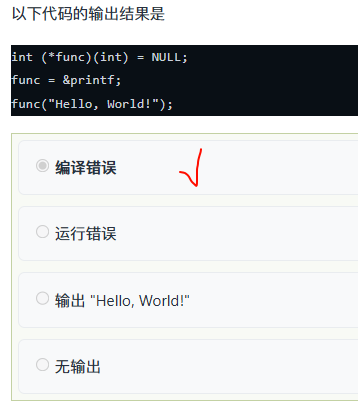 以下代码的输出结果是
int (*func)(int) = NULL;
func = &printf;
func("Hello, World!");
编译错误
运行错误
输出 "Hello, World!"
无输出